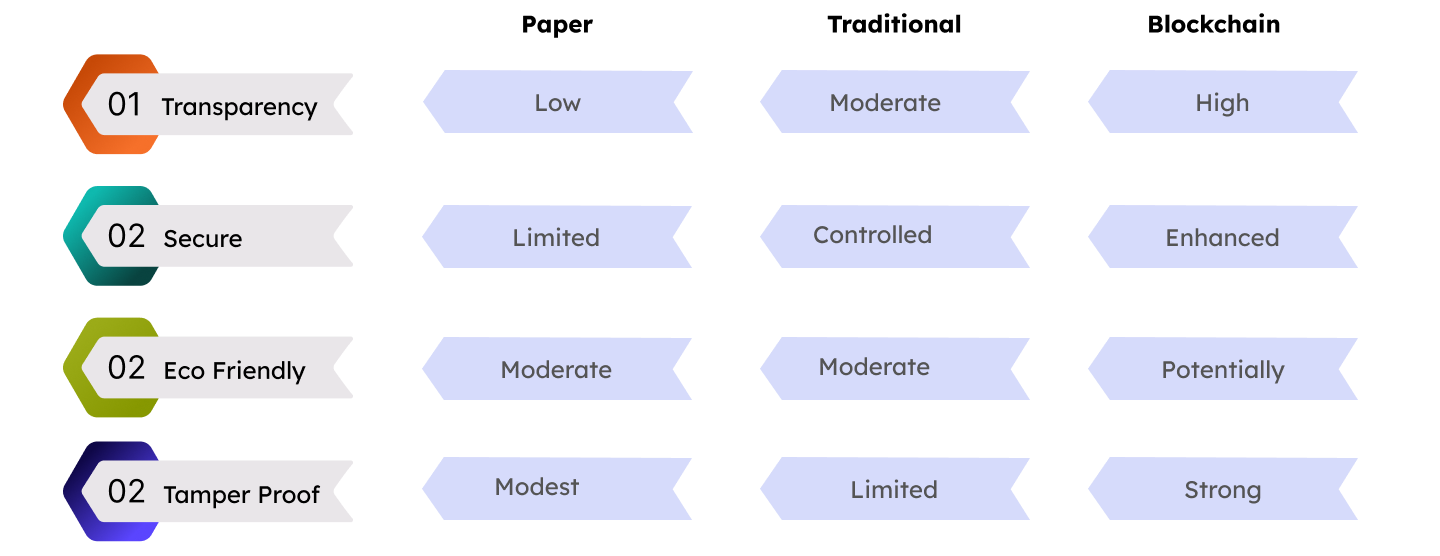 Paper Traditional Blockchain
01 Transparency Low Moderate High
02 Secure Limited Controlled Enhanced
02 Eco Friendly Moderate Moderate Potentially
02 Tamper Proof Modest Limited Strong